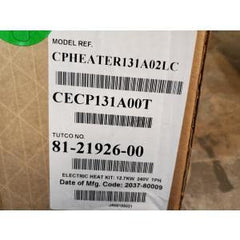 MODEL REF.
CPHEATER131A02LC
CECP131A00T
TUTCO NO.
81-21926-00
ELECTRIC HEAT KIT: 12.7KW 240V 1PH
Date of Mfg. Code: 2037-80009